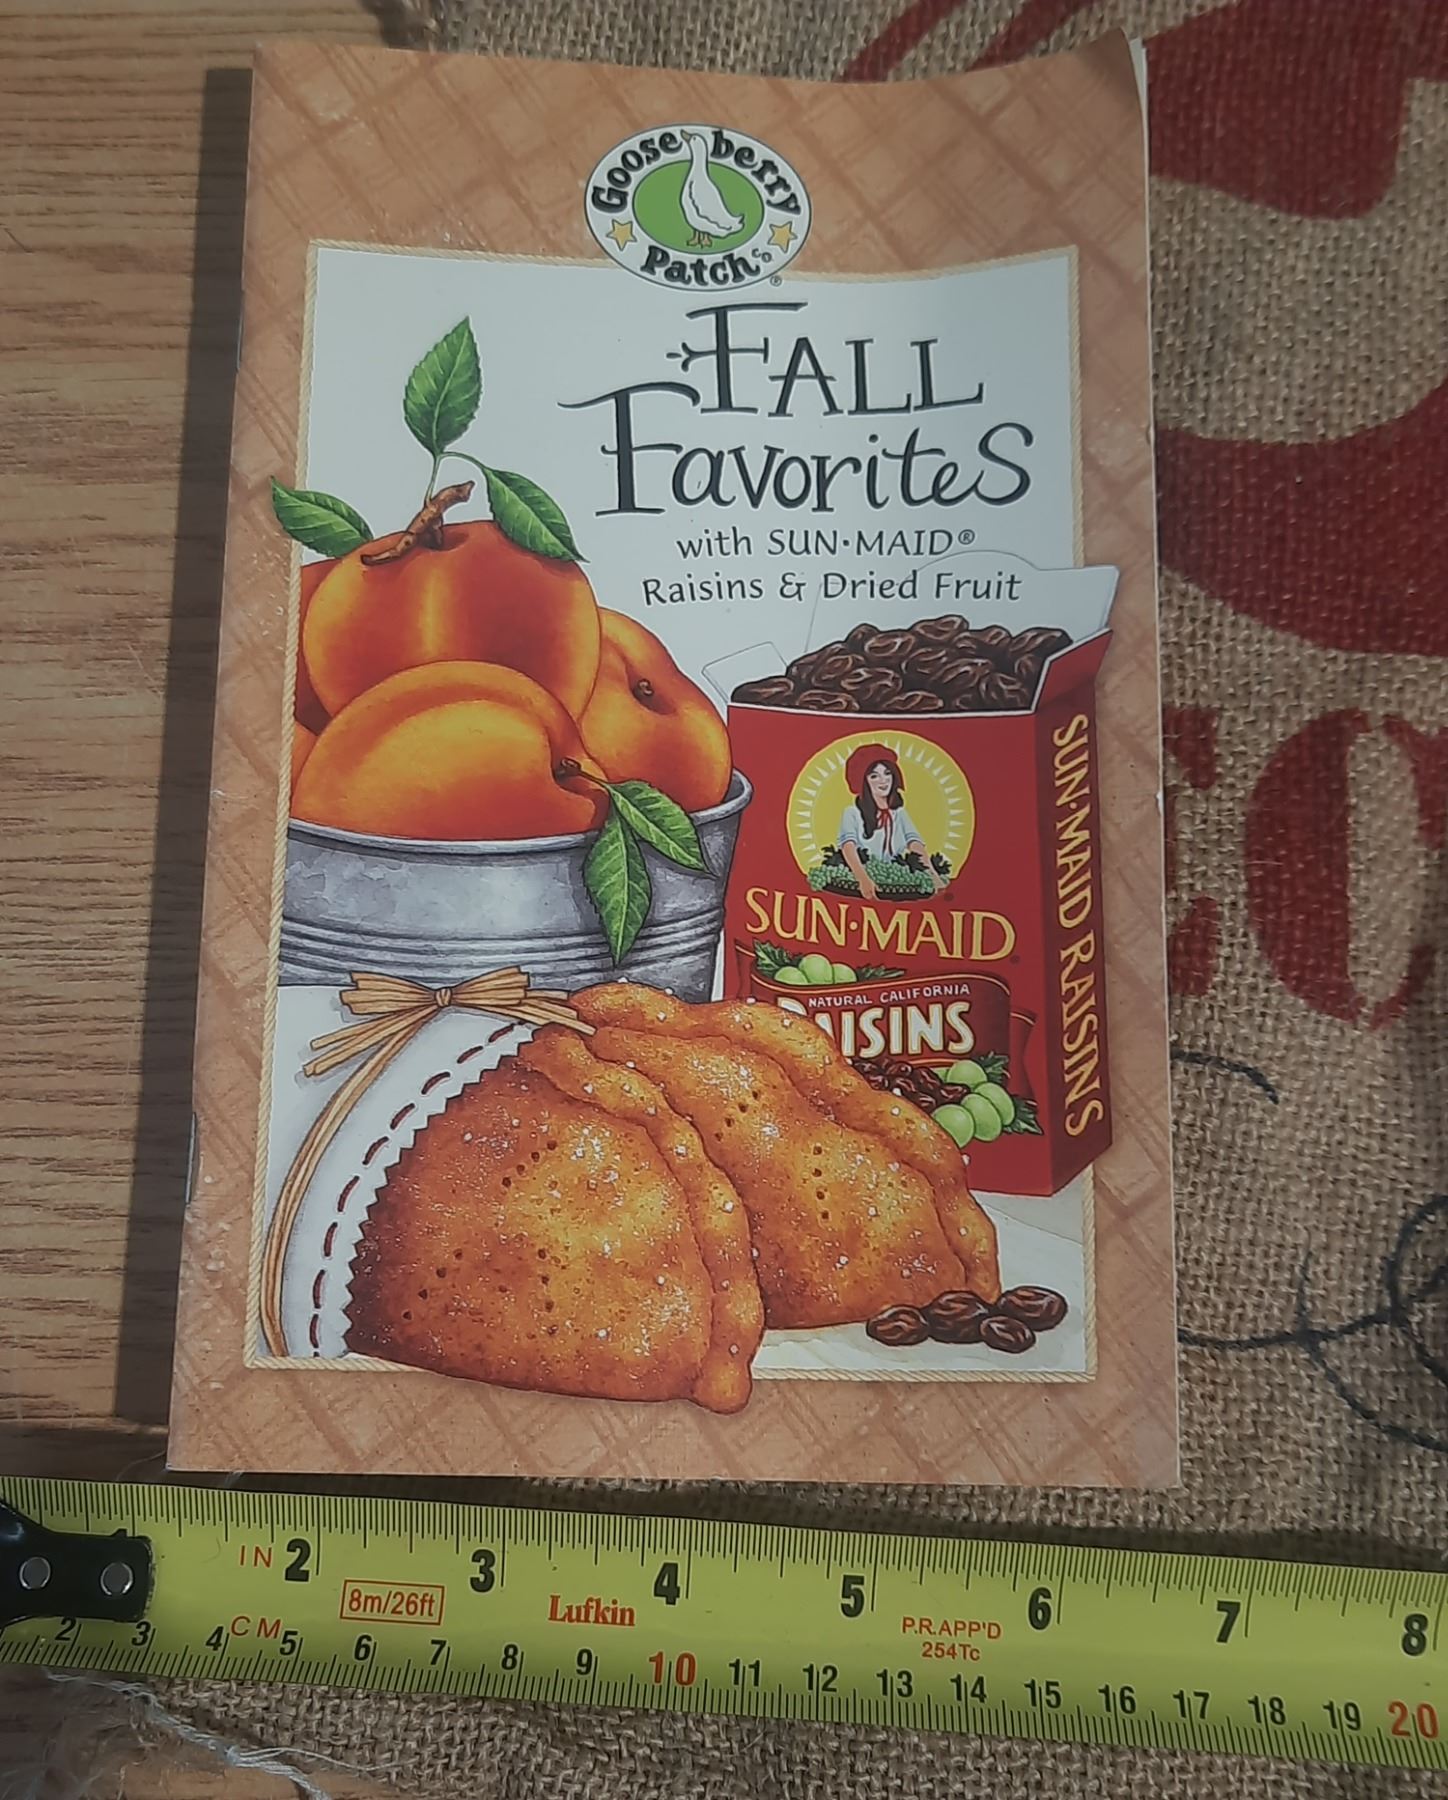 Gooseberry
Patch Co ®
FALL
Favorites
with SUN•MAID®
Raisins & Dried Fruit
SUN•MAID
NATURAL CALIFORNIA
RAISINS
SUN•MAID RAISINS
IN 2 3 4 5 6 7 8
8m/26ft
Lufkin
P.R.APP'D
254Tc
CM
2 3 4 5 6 7 8 9 10 11 12 13 14 15 16 17 18 19 20